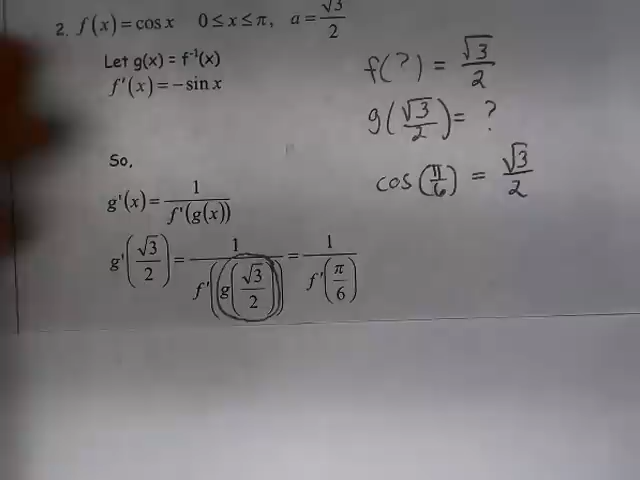 2. f(x) = cos x 0 ≤ x ≤ π, a = √3/2
Let g(x) = f⁻¹(x)
f'(x) = −sin x
So,
g'(x) = 1/f'(g(x))
g'(√3/2) = 1/f'(g(√3/2)) = 1/f'(π/6)
f(?) = √3/2
g(√3/2) = ?
cos(π/6) = √3/2